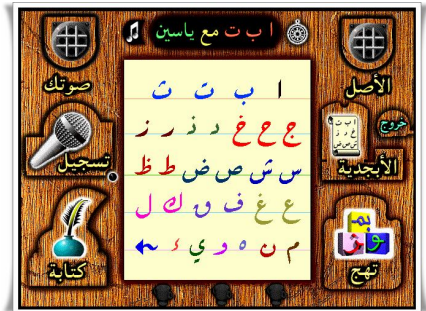 ا ب ت مع ياسين
الأصل
صوتك
ا ب ت ث
ج ح خ د ذ ر ز
س ش ص ض ط ظ
ع غ ف ق ك ل
م ن ه و ي ء
خروج
الأبجدية
تسجيل
تهج
كتابة